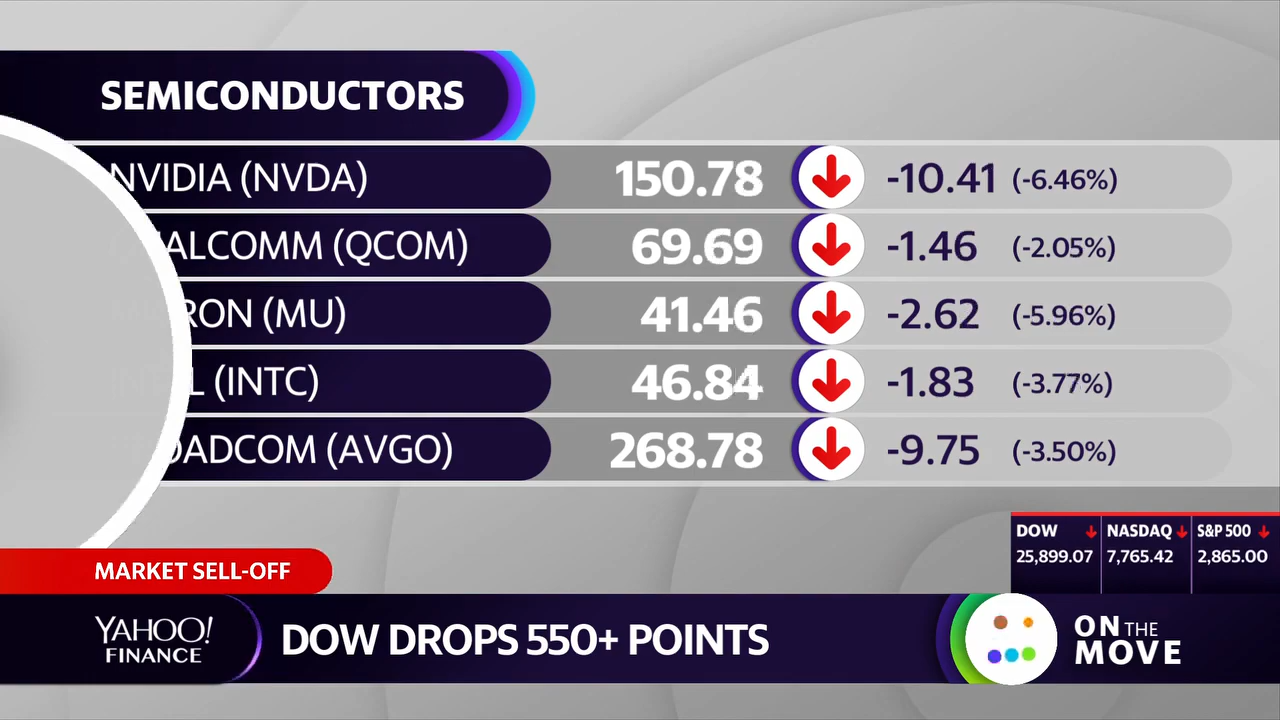 SEMICONDUCTORS
NVIDIA (NVDA) 150.78 -10.41 (-6.46%)
ALCOMM (QCOM) 69.69 -1.46 (-2.05%)
RON (MU) 41.46 -2.62 (-5.96%)
L (INTC) 46.84 -1.83 (-3.77%)
OADCOM (AVGO) 268.78 -9.75 (-3.50%)
DOW NASDAQ S&P 500
25,899.07 7,765.42 2,865.00
MARKET SELL-OFF
YAHOO!
FINANCE
DOW DROPS 550+ POINTS
ON THE
MOVE